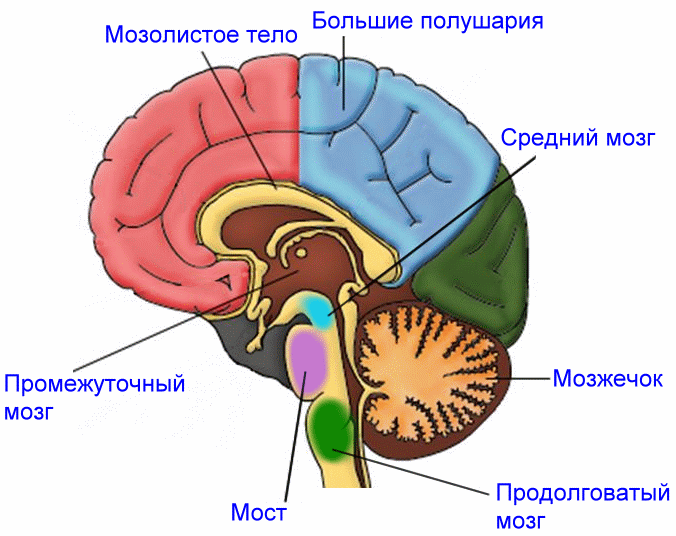 Большие полушария
Мозолистое тело
Средний мозг
Промежуточный
мозг
Мозжечок
Продолговатый
мозг
Мост